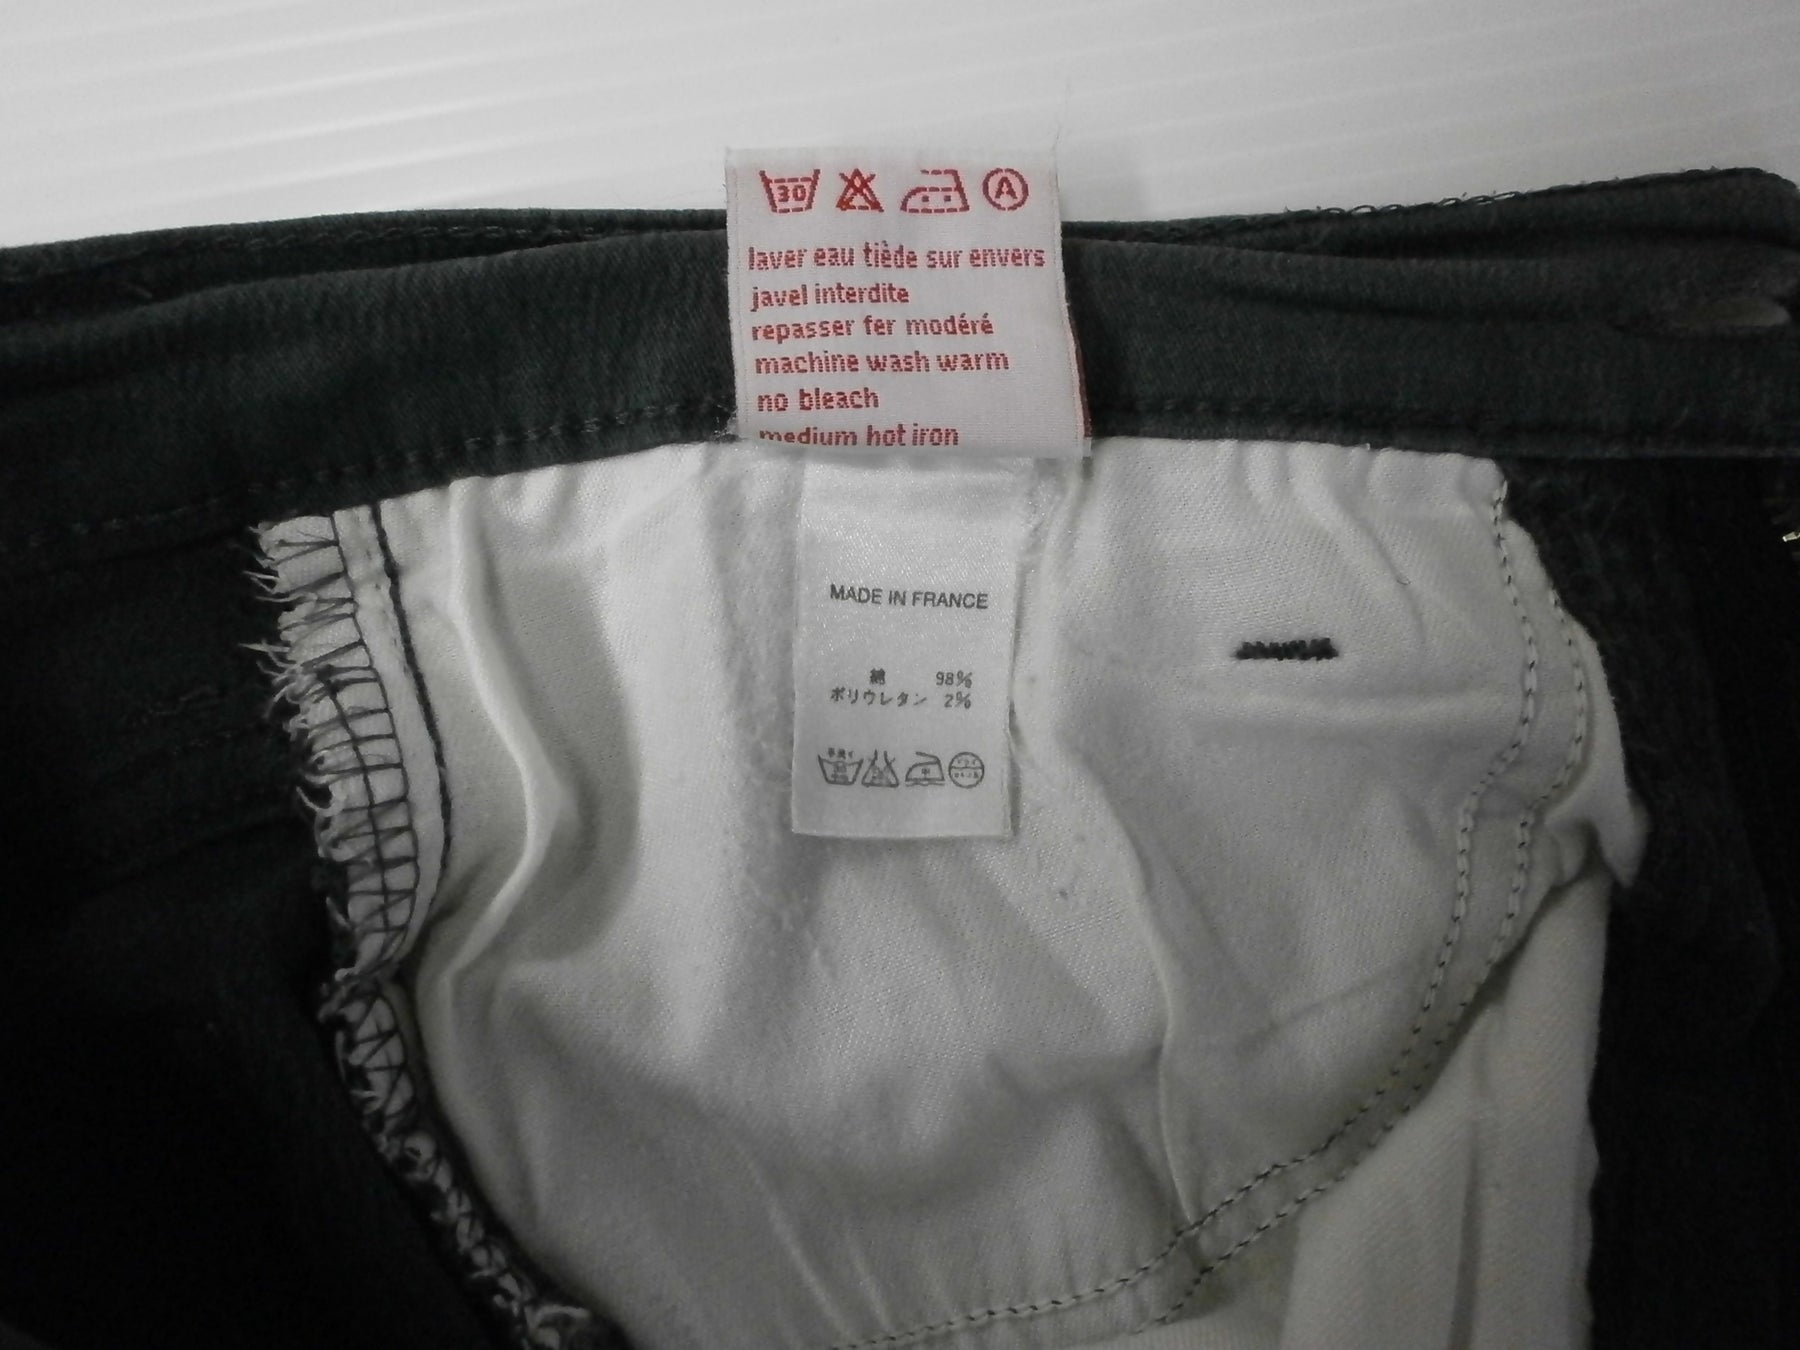 30 A
laver eau tiède sur envers
javel interdite
repasser fer modéré
machine wash warm
no bleach
medium hot iron
MADE IN FRANCE
綿 98%
ポリウレタン 2%
中